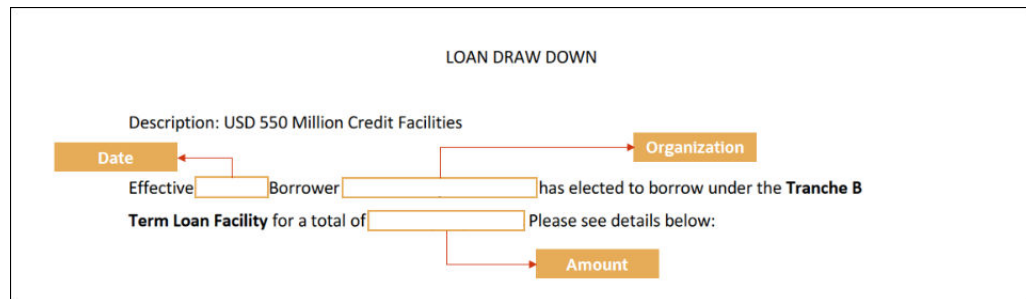 LOAN DRAW DOWN
Description: USD 550 Million Credit Facilities
Organization
Date
Effective Borrower has elected to borrow under the Tranche B
Term Loan Facility for a total of Please see details below:
Amount